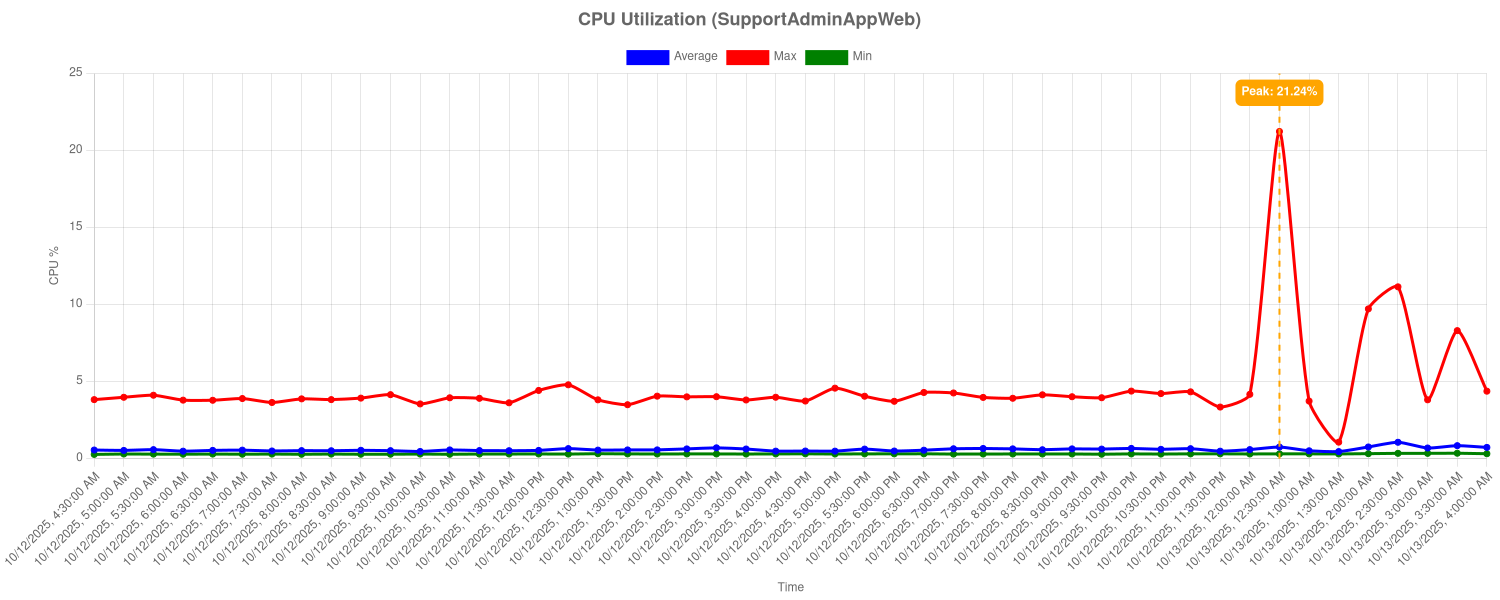 CPU Utilization (SupportAdminAppWeb)
Average Max Min
Peak: 21.24%
25
20
15
10
5
0
CPU %
10/12/2025, 4:30:00 AM
10/12/2025, 5:00:00 AM
10/12/2025, 5:30:00 AM
10/12/2025, 6:00:00 AM
10/12/2025, 6:30:00 AM
10/12/2025, 7:00:00 AM
10/12/2025, 7:30:00 AM
10/12/2025, 8:00:00 AM
10/12/2025, 8:30:00 AM
10/12/2025, 9:00:00 AM
10/12/2025, 9:30:00 AM
10/12/2025, 10:00:00 AM
10/12/2025, 10:30:00 AM
10/12/2025, 11:00:00 AM
10/12/2025, 11:30:00 AM
10/12/2025, 12:00:00 PM
10/12/2025, 12:30:00 PM
10/12/2025, 1:00:00 PM
10/12/2025, 1:30:00 PM
10/12/2025, 2:00:00 PM
10/12/2025, 2:30:00 PM
10/12/2025, 3:00:00 PM
10/12/2025, 3:30:00 PM
10/12/2025, 4:00:00 PM
10/12/2025, 4:30:00 PM
10/12/2025, 5:00:00 PM
10/12/2025, 5:30:00 PM
10/12/2025, 6:00:00 PM
10/12/2025, 6:30:00 PM
10/12/2025, 7:00:00 PM
10/12/2025, 7:30:00 PM
10/12/2025, 8:00:00 PM
10/12/2025, 8:30:00 PM
10/12/2025, 9:00:00 PM
10/12/2025, 9:30:00 PM
10/12/2025, 10:00:00 PM
10/12/2025, 10:30:00 PM
10/12/2025, 11:00:00 PM
10/12/2025, 11:30:00 PM
10/13/2025, 12:00:00 AM
10/13/2025, 12:30:00 AM
10/13/2025, 1:00:00 AM
10/13/2025, 1:30:00 AM
10/13/2025, 2:00:00 AM
10/13/2025, 2:30:00 AM
10/13/2025, 3:00:00 AM
10/13/2025, 3:30:00 AM
10/13/2025, 4:00:00 AM
Time